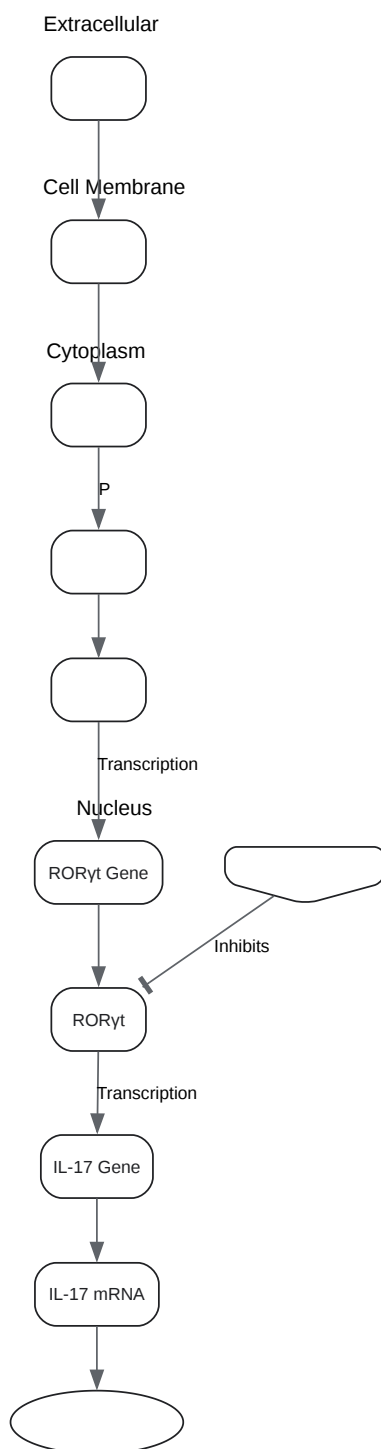 Extracellular
Cell Membrane
Cytoplasm
P
Transcription
Nucleus
RORγt Gene
Inhibits
RORγt
Transcription
IL-17 Gene
IL-17 mRNA